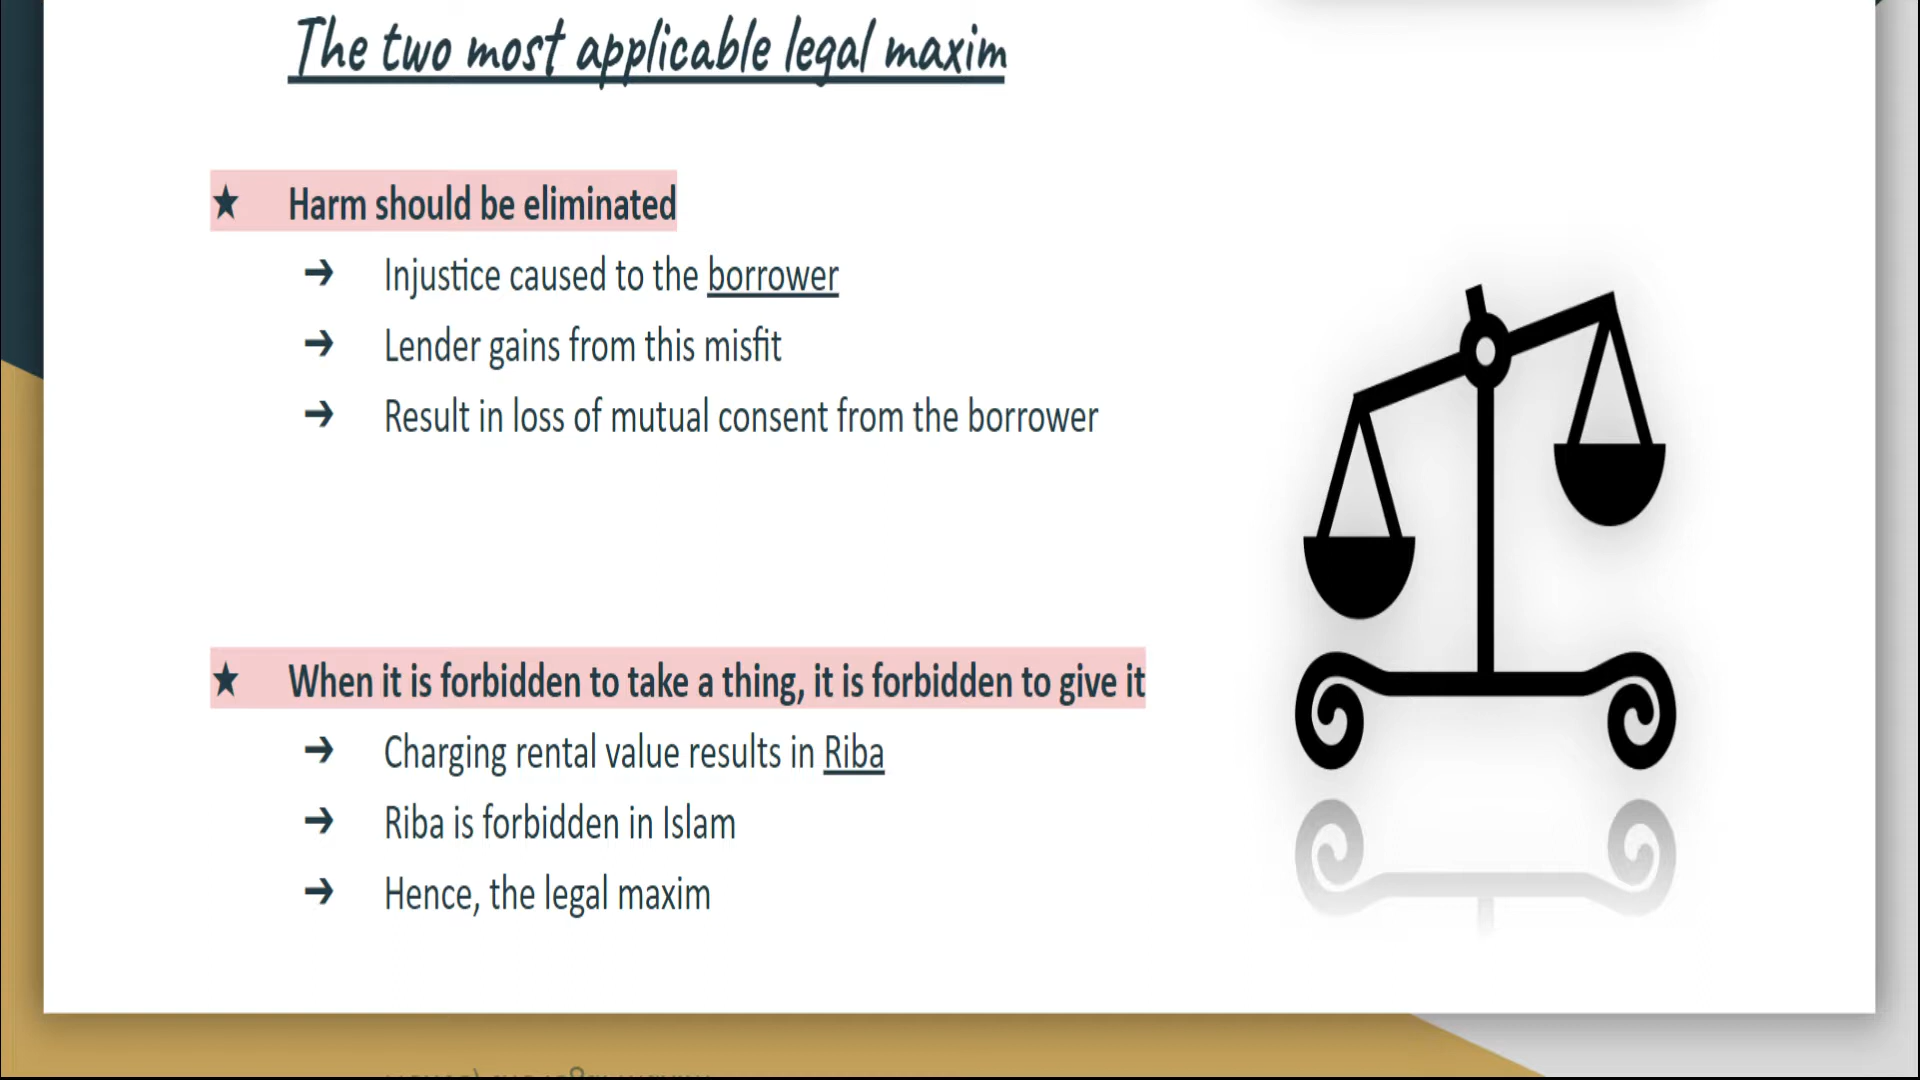 The two most applicable legal maxim
★ Harm should be eliminated
➔ Injustice caused to the borrower
➔ Lender gains from this misfit
➔ Result in loss of mutual consent from the borrower
★ When it is forbidden to take a thing, it is forbidden to give it
➔ Charging rental value results in Riba
➔ Riba is forbidden in Islam
➔ Hence, the legal maxim